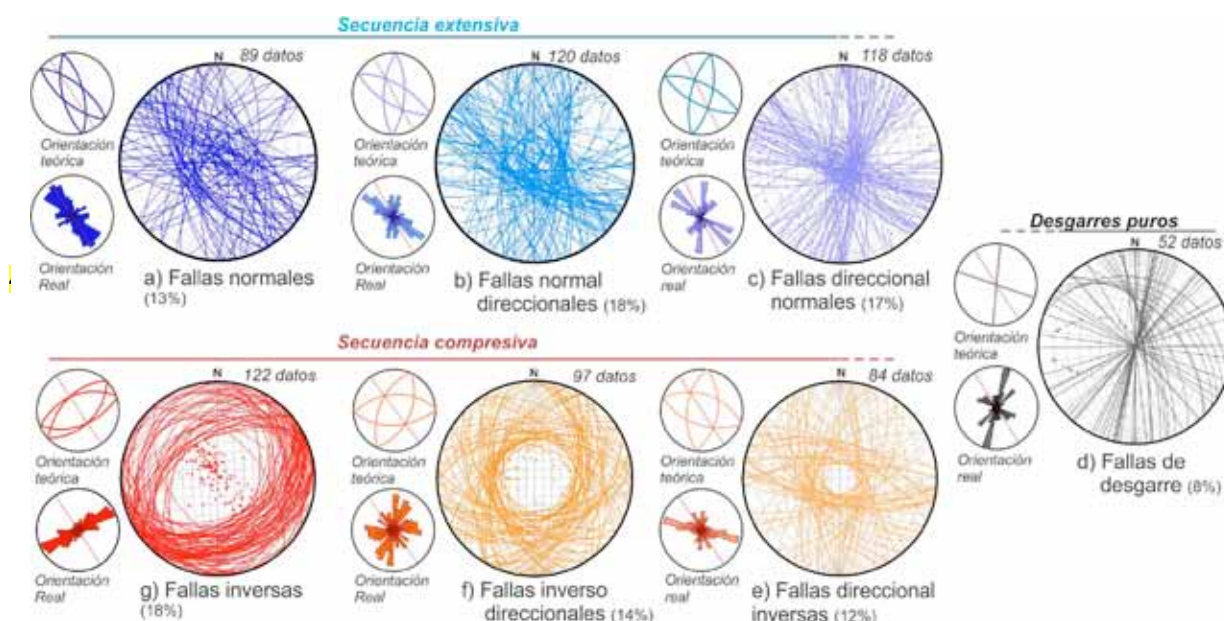 Secuencia extensiva
N 89 datos
Orientación
teórica
Orientación
Real
a) Fallas normales
(13%)
N 120 datos
Orientación
teórica
Orientación
Real
b) Fallas normal
direccionales (18%)
N 118 datos
Orientación
teórica
Orientación
real
c) Fallas direccional
normales (17%)
Desgarres puros
N 52 datos
Orientación
teórica
Orientación
real
d) Fallas de
desgarre (8%)
Secuencia compresiva
N 122 datos
Orientación
teórica
Orientación
Real
g) Fallas inversas
(18%)
N 97 datos
Orientación
teórica
Orientación
Real
f) Fallas inverso
direccionales (14%)
N 84 datos
Orientación
teórica
Orientación
real
e) Fallas direccional
inversas (12%)